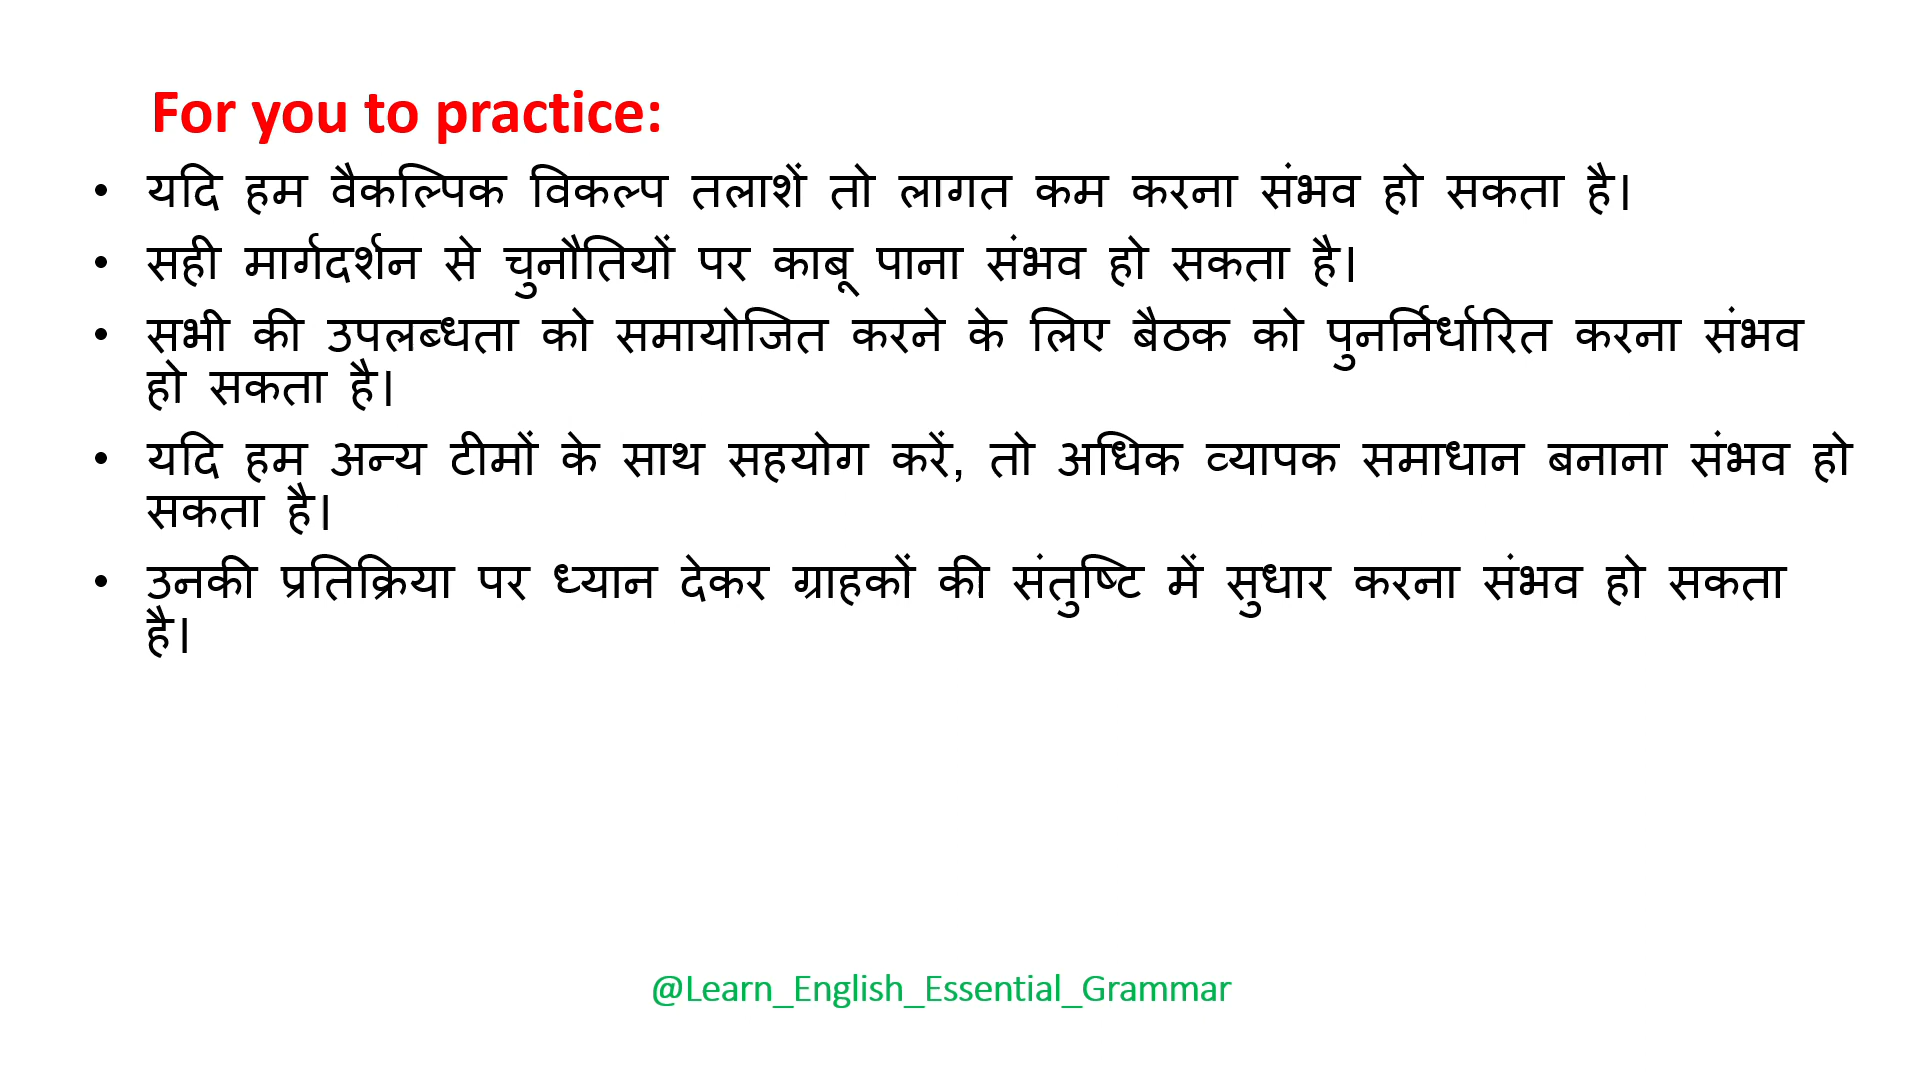 For you to practice:
• यदि हम वैकल्पिक विकल्प तलाशें तो लागत कम करना संभव हो सकता है।
• सही मार्गदर्शन से चुनौतियों पर काबू पाना संभव हो सकता है।
• सभी की उपलब्धता को समायोजित करने के लिए बैठक को पुनर्निर्धारित करना संभव
हो सकता है।
• यदि हम अन्य टीमों के साथ सहयोग करें, तो अधिक व्यापक समाधान बनाना संभव हो
सकता है।
• उनकी प्रतिक्रिया पर ध्यान देकर ग्राहकों की संतुष्टि में सुधार करना संभव हो सकता
है।
@Learn_English_Essential_Grammar